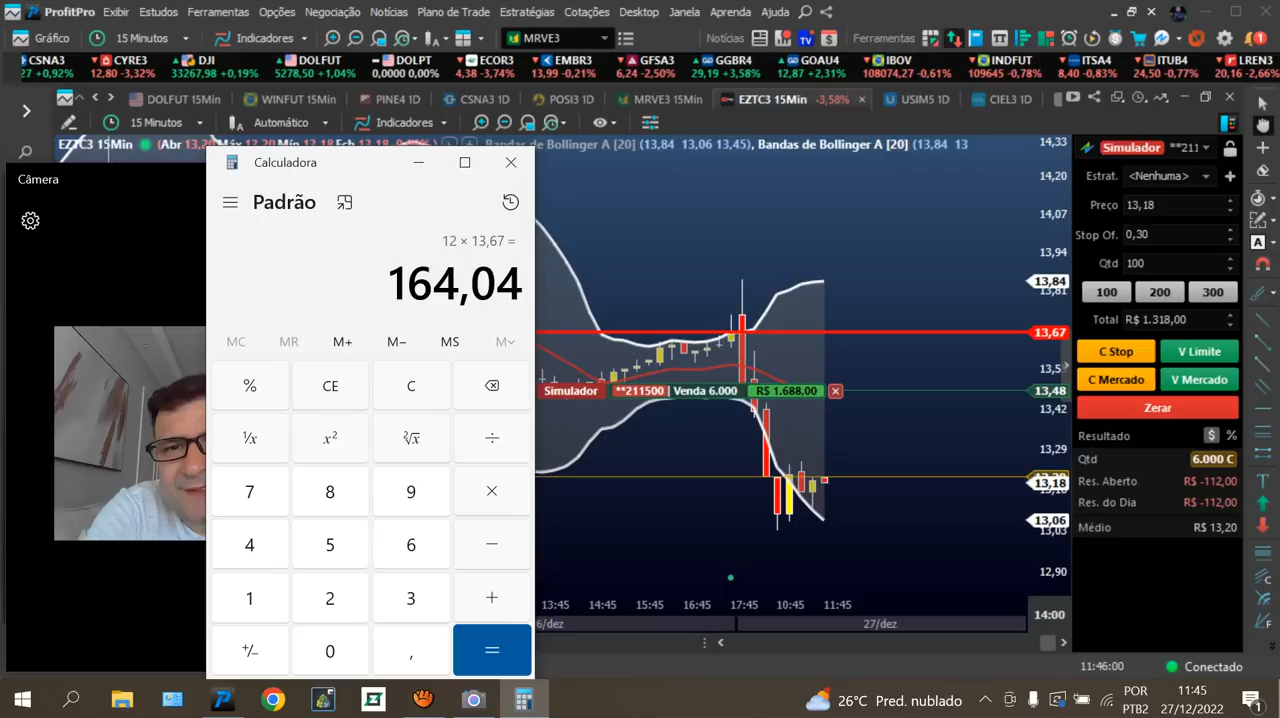 ProfitPro Exibir Estudos Ferramentas Opções Negociação Notícias Plano de Trade Estratégias Cotações Desktop Janela Aprenda Ajuda
Gráfico 15 Minutos Indicadores MRVE3 Notícias TV Ferramentas
CSNA3 CYRE3 DJI DOLFUT DOLPT ECOR3 EMBR3 GFSA3 GGBR4 GOAU4 IBOV INDFUT ITSA4 ITUB4 LREN3
27 +0,92% 12,80 -3,32% 33267,98 +0,19% 5278,50 +1,04% 0,0000 0,00% 4,38 -3,74% 13,99 -0,21% 6,24 -2,50% 29,19 +3,58% 12,87 +2,31% 108074,27 -0,61% 109645 -0,78% 8,40 -0,83% 24,50 -0,77% 20,16 -2,66%
DOLFUT 15Min WINFUT 15Min PINE4 1D CSNA3 1D POSI3 1D MRVE3 15Min EZTC3 15Min -3,58% USIM5 1D CIEL3 1D
15 Minutos Automático Indicadores
EZTC3 15Min Bandas de Bollinger A [20] (13,84 13,06 13,45), Bandas de Bollinger A [20] (13,84 13
Câmera
Calculadora
Padrão
12 × 13,67 =
164,04
MC MR M+ M− MS M
% CE C
¹/x x² ²√x ÷
7 8 9 ×
4 5 6 −
1 2 3 +
+/− 0 , =
Simulador **211500 | Venda 6.000 R$ 1.688,00
14,33
14,20
14,07
13,94
13,84
13,81
13,67
13,48
13,42
13,29
13,18
13,06
13,03
12,90
13:45 14:45 15:45 16:45 17:45 10:45 11:45
14:00
6/dez 27/dez
Simulador **211
Estrat. <Nenhuma>
Preço 13,18
Stop Of. 0,30
Qtd 100
100 200 300
Total R$ 1.318,00
C Stop V Limite
C Mercado V Mercado
Zerar
Resultado $ %
Qtd 6.000 C
Res. Aberto R$ -112,00
Res. do Dia R$ -112,00
Médio R$ 13,20
11:46:00 Conectado
26°C Pred. nublado
POR
PTB2
11:45
27/12/2022